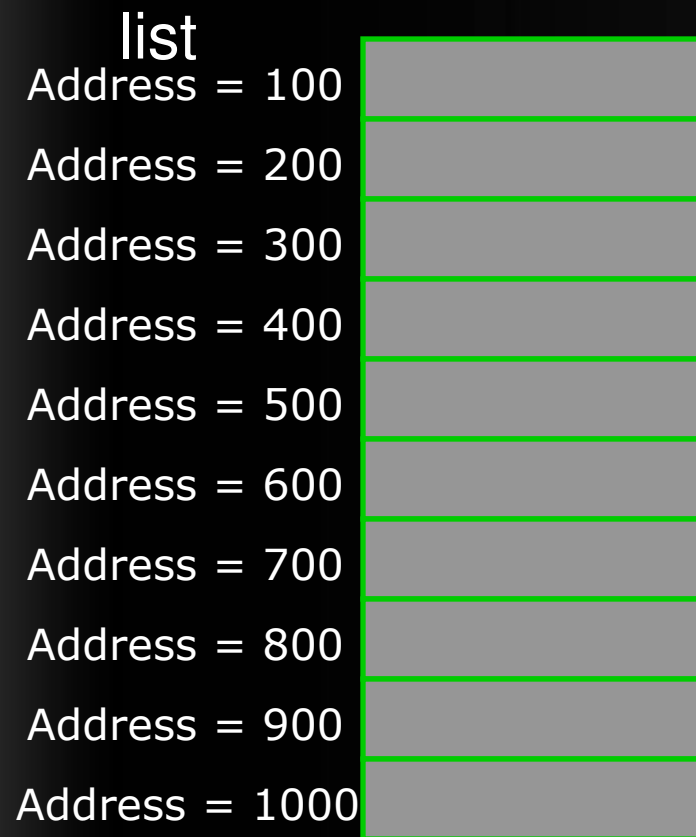 list
Address = 100
Address = 200
Address = 300
Address = 400
Address = 500
Address = 600
Address = 700
Address = 800
Address = 900
Address = 1000